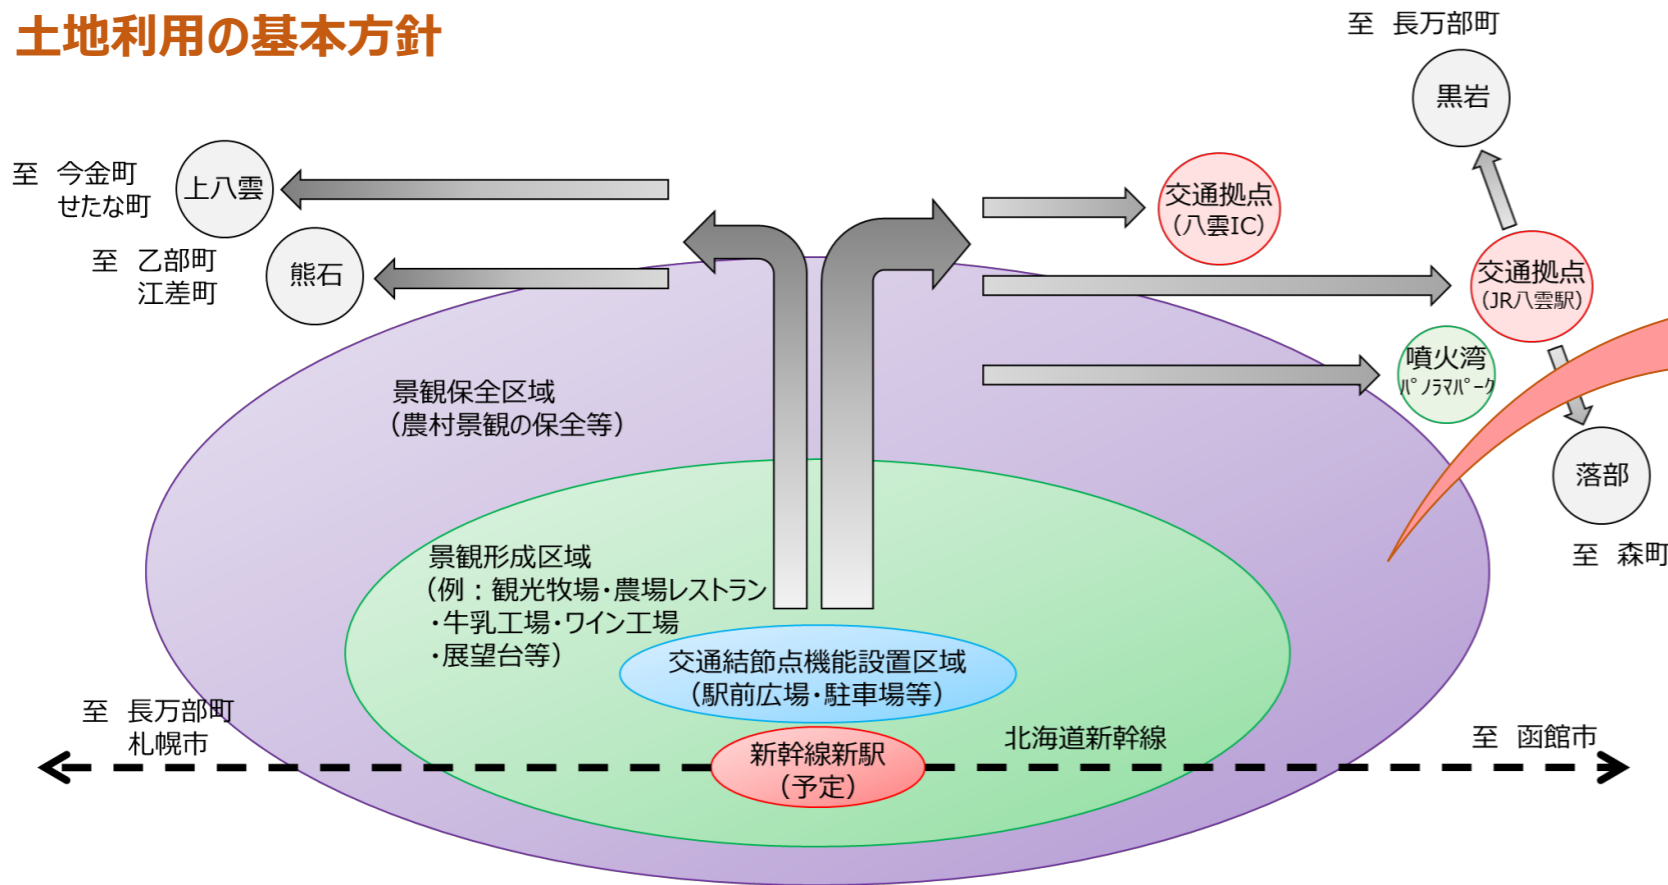 土地利用の基本方針
至 長万部町
黒岩
至 今金町
せたな町
上八雲
交通拠点
（八雲IC）
至 乙部町
江差町
熊石
交通拠点
（JR八雲駅）
噴火湾
ﾊﾟﾉﾗﾏﾊﾟｰｸ
景観保全区域
（農村景観の保全等）
落部
至 森町
景観形成区域
（例：観光牧場・農場レストラン
・牛乳工場・ワイン工場
・展望台等）
交通結節点機能設置区域
（駅前広場・駐車場等）
至 長万部町
札幌市
新幹線新駅
（予定）
北海道新幹線
至 函館市